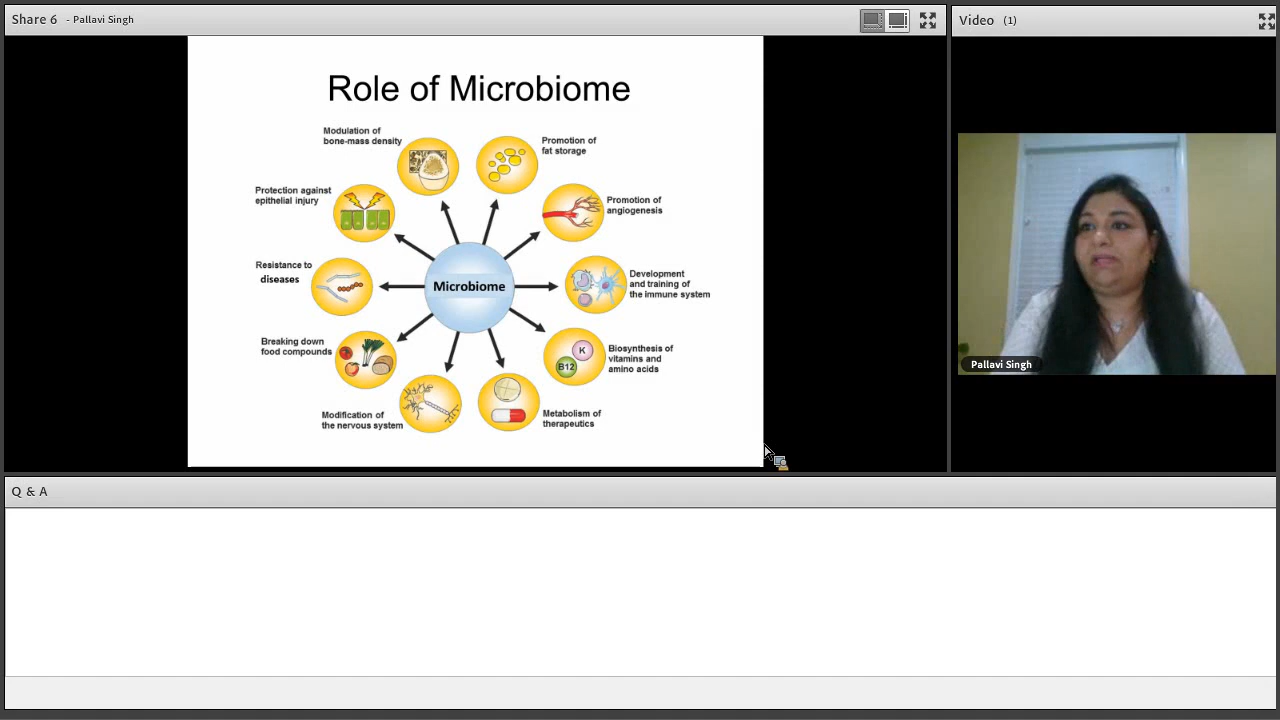 Share 6 - Pallavi Singh
Video (1)
Role of Microbiome
Modulation of
bone-mass density
Promotion of
fat storage
Protection against
epithelial injury
Promotion of
angiogenesis
Resistance to
diseases
Microbiome
Development
and training of
the immune system
Breaking down
food compounds
K
B12
Biosynthesis of
vitamins and
amino acids
Modification of
the nervous system
Metabolism of
therapeutics
Pallavi Singh
Q & A